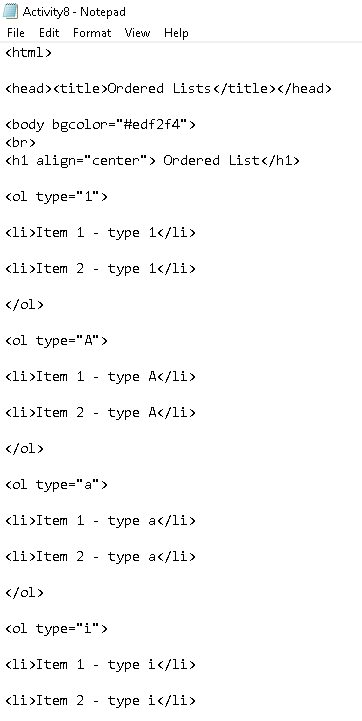 Activity8 - Notepad
File Edit Format View Help
<html>
<head><title>Ordered Lists</title></head>
<body bgcolor="#edf2f4">
<br>
<h1 align="center"> Ordered List</h1>
<ol type="1">
<li>Item 1 - type 1</li>
<li>Item 2 - type 1</li>
</ol>
<ol type="A">
<li>Item 1 - type A</li>
<li>Item 2 - type A</li>
</ol>
<ol type="a">
<li>Item 1 - type a</li>
<li>Item 2 - type a</li>
</ol>
<ol type="i">
<li>Item 1 - type i</li>
<li>Item 2 - type i</li>